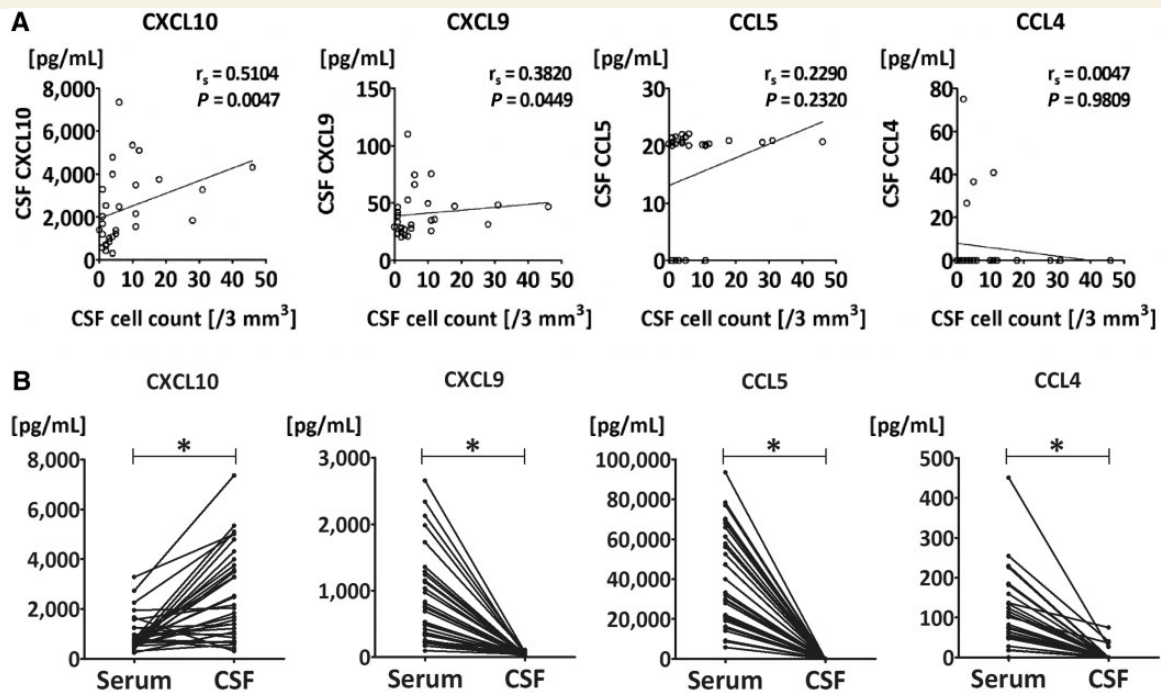 A
CXCL10
CXCL9
CCL5
CCL4
[pg/mL]
[pg/mL]
[pg/mL]
[pg/mL]
rs = 0.5104
P = 0.0047
rs = 0.3820
P = 0.0449
rs = 0.2290
P = 0.2320
rs = 0.0047
P = 0.9809
CSF CXCL10
8,000
6,000
4,000
2,000
0
0 10 20 30 40 50
CSF cell count [/3 mm³]
CSF CXCL9
150
100
50
0
0 10 20 30 40 50
CSF cell count [/3 mm³]
CSF CCL5
30
20
10
0
0 10 20 30 40 50
CSF cell count [/3 mm³]
CSF CCL4
80
60
40
20
0
0 10 20 30 40 50
CSF cell count [/3 mm³]
B
CXCL10
CXCL9
CCL5
CCL4
[pg/mL]
[pg/mL]
[pg/mL]
[pg/mL]
*
*
*
*
8,000
6,000
4,000
2,000
0
Serum CSF
3,000
2,000
1,000
0
Serum CSF
100,000
80,000
60,000
40,000
20,000
0
Serum CSF
500
400
300
200
100
0
Serum CSF